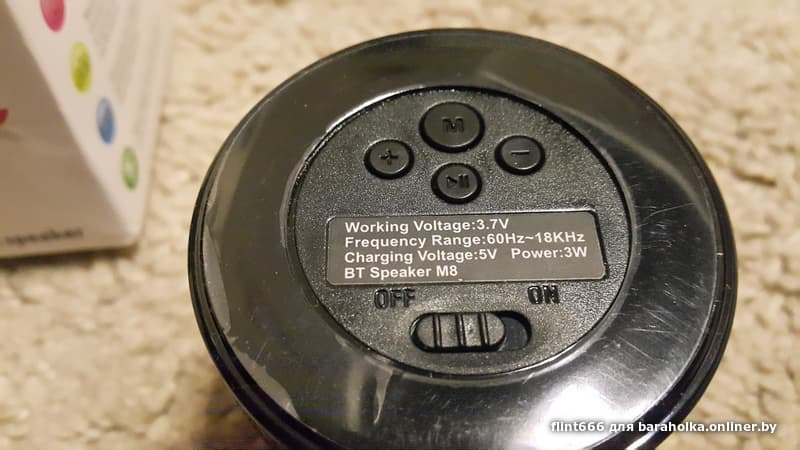 M
+
−
speaker
Working Voltage:3.7V
Frequency Range:60Hz~18KHz
Charging Voltage:5V Power:3W
BT Speaker M8
OFF ON
flint666 для baraholka.onliner.by